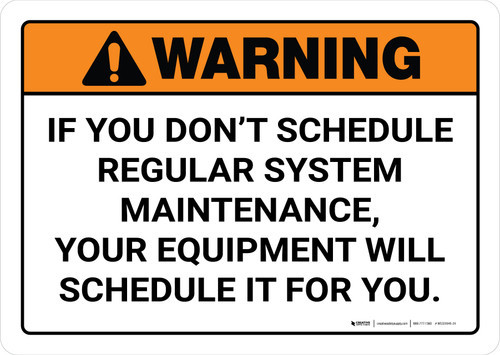 WARNING
IF YOU DON'T SCHEDULE
REGULAR SYSTEM
MAINTENANCE,
YOUR EQUIPMENT WILL
SCHEDULE IT FOR YOU.